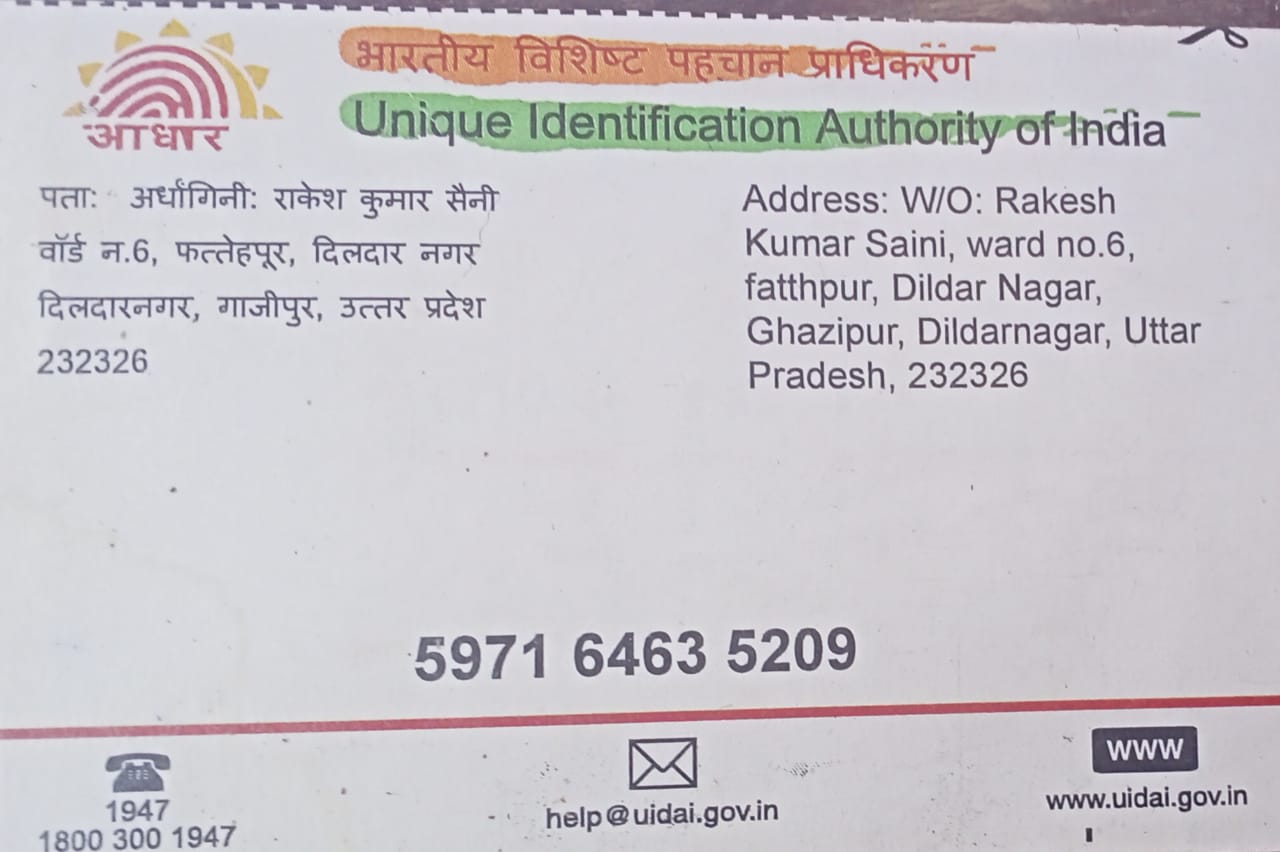 आधार
भारतीय विशिष्ट पहचान प्राधिकरण
Unique Identification Authority of India
पताः अर्धांगिनी: राकेश कुमार सैनी
वॉर्ड न.6, फत्तेहपूर, दिलदार नगर
दिलदारनगर, गाजीपुर, उत्तर प्रदेश
232326
Address: W/O: Rakesh
Kumar Saini, ward no.6,
fatthpur, Dildar Nagar,
Ghazipur, Dildarnagar, Uttar
Pradesh, 232326
5971 6463 5209
1947
1800 300 1947
help@uidai.gov.in
WWW
www.uidai.gov.in